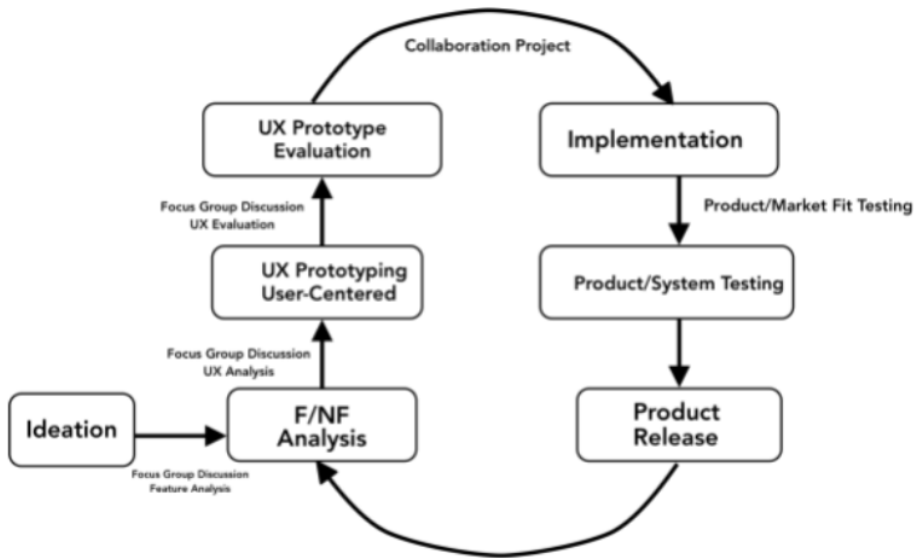 Collaboration Project
UX Prototype
Evaluation
Implementation
Focus Group Discussion
UX Evaluation
Product/Market Fit Testing
UX Prototyping
User-Centered
Product/System Testing
Focus Group Discussion
UX Analysis
Ideation
F/NF
Analysis
Product
Release
Focus Group Discussion
Feature Analysis